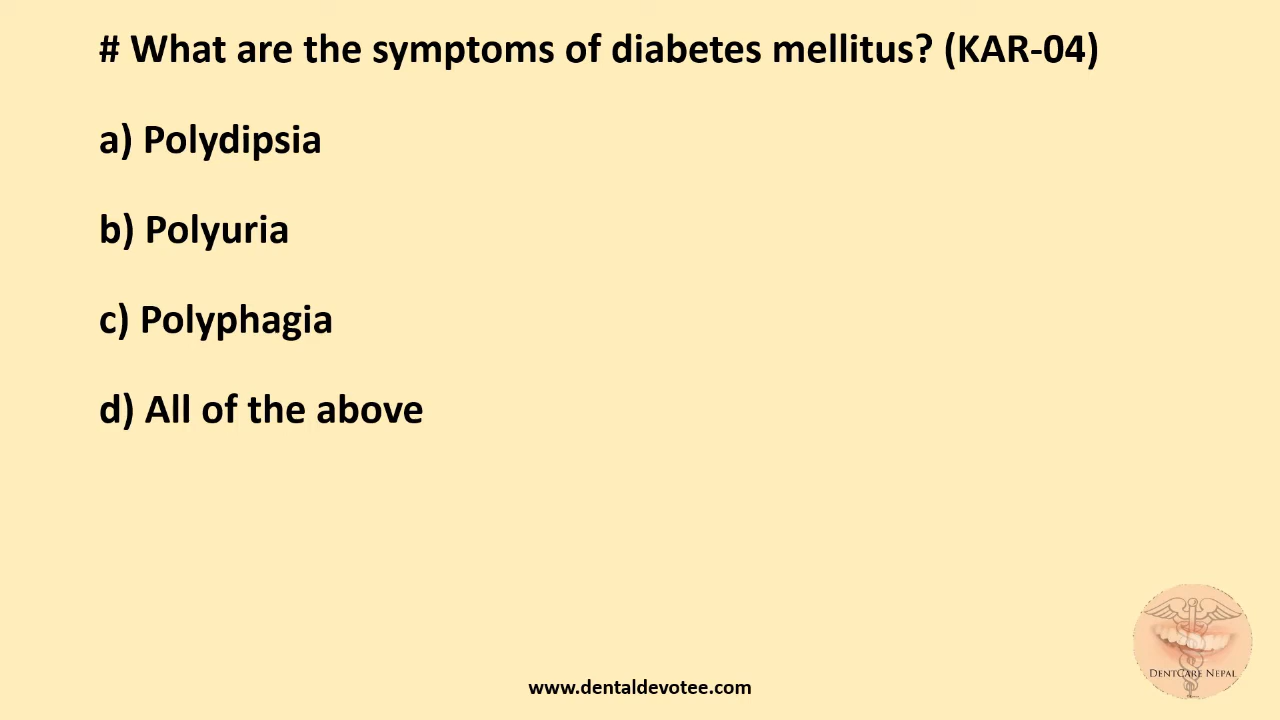 # What are the symptoms of diabetes mellitus? (KAR-04)
a) Polydipsia
b) Polyuria
c) Polyphagia
d) All of the above
DentCare Nepal
www.dentaldevotee.com